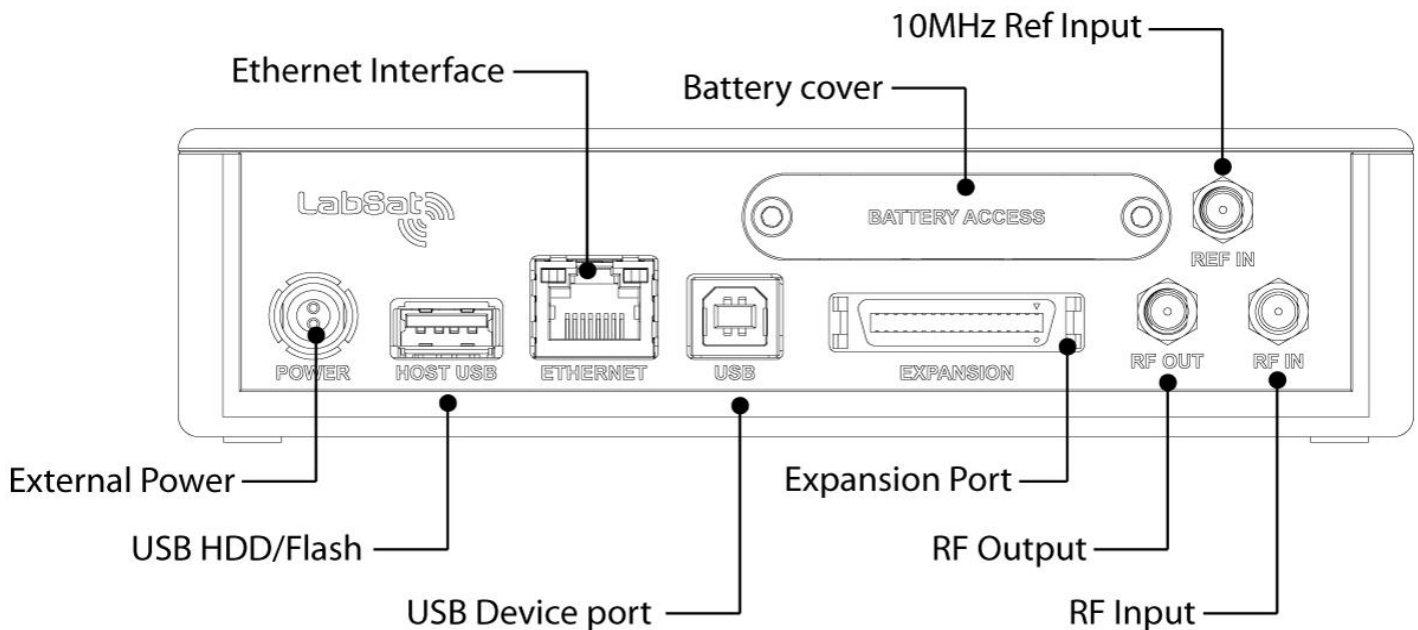 10MHz Ref Input
Ethernet Interface
Battery cover
LabSat
BATTERY ACCESS
REF IN
POWER
HOST USB
ETHERNET
USB
EXPANSION
RF OUT
RF IN
External Power
Expansion Port
USB HDD/Flash
RF Output
USB Device port
RF Input